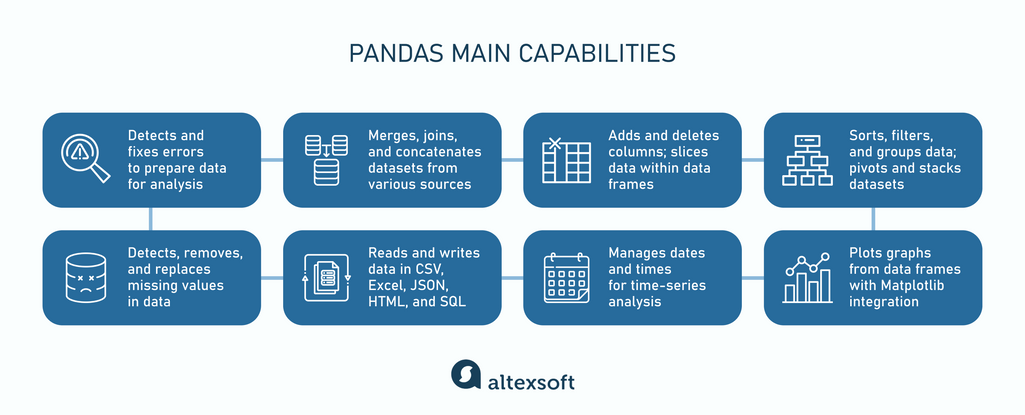 PANDAS MAIN CAPABILITIES
Detects and
fixes errors
to prepare data
for analysis
Merges, joins,
and concatenates
datasets from
various sources
Adds and deletes
columns; slices
data within data
frames
Sorts, filters,
and groups data;
pivots and stacks
datasets
Detects, removes,
and replaces
missing values
in data
Reads and writes
data in CSV,
Excel, JSON,
HTML, and SQL
Manages dates
and times
for time-series
analysis
Plots graphs
from data frames
with Matplotlib
integration
altexsoft